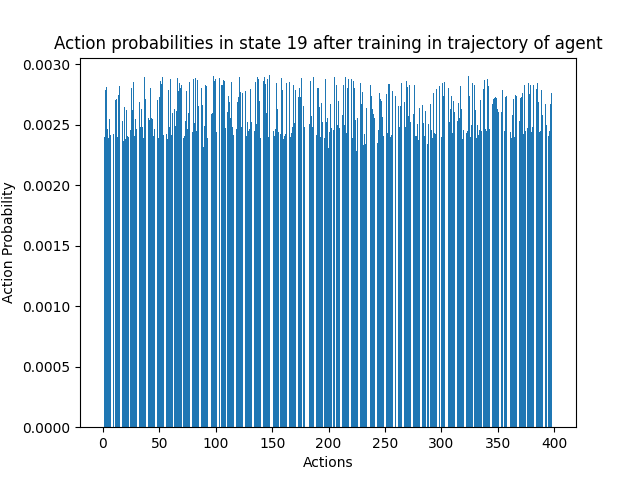 Action probabilities in state 19 after training in trajectory of agent
0.0030
0.0025
0.0020
0.0015
0.0010
0.0005
0.0000
Action Probability
0 50 100 150 200 250 300 350 400
Actions